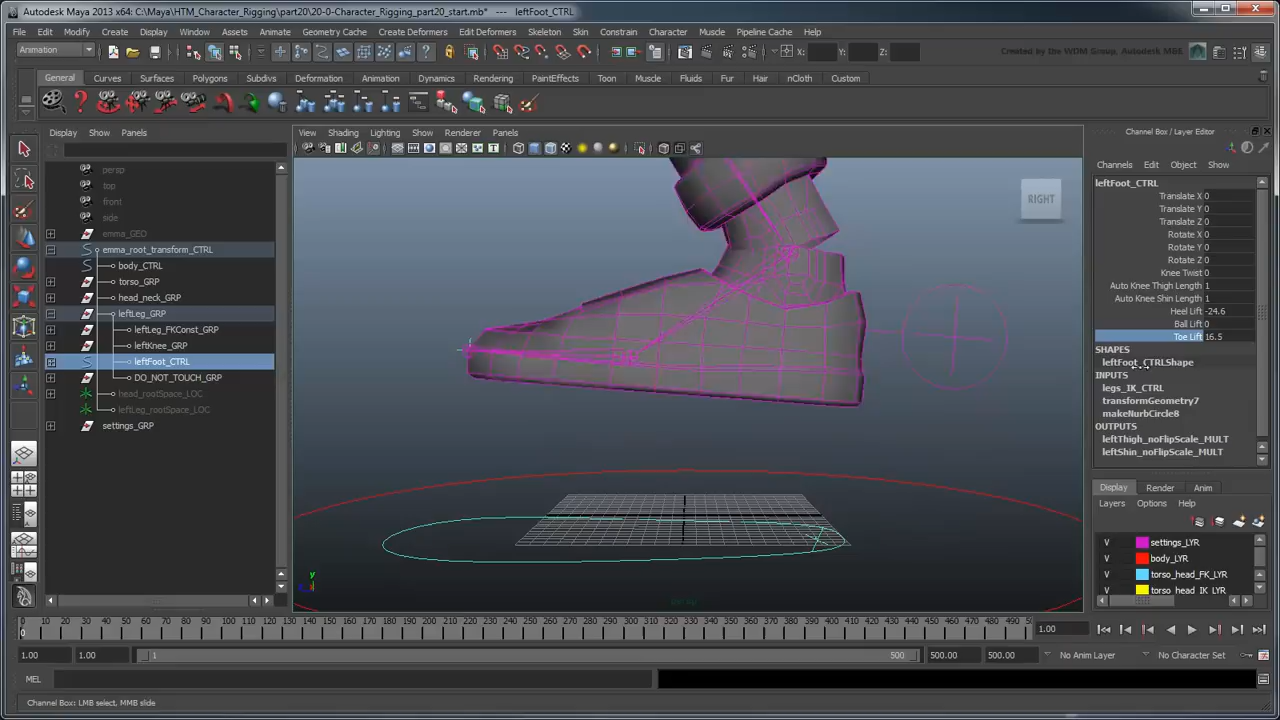 Autodesk Maya 2013 x64: C:\Maya\HTM_Character_Rigging\part20\20-0-Character_Rigging_part20_start.mb* --- leftFoot_CTRL
File Edit Modify Create Display Window Assets Animate Geometry Cache Create Deformers Edit Deformers Skeleton Skin Constrain Character Muscle Pipeline Cache Help
Animation X: Y: Z: Created by the WDM Group, Autodesk MBE
General Curves Surfaces Polygons Subdivs Deformation Animation Dynamics Rendering PaintEffects Toon Muscle Fluids Fur Hair nCloth Custom
Display Show Panels
persp
top
front
side
emma_GEO
emma_root_transform_CTRL
body_CTRL
torso_GRP
head_neck_GRP
leftLeg_GRP
leftLeg_FKConst_GRP
leftKnee_GRP
leftFoot_CTRL
DO_NOT_TOUCH_GRP
head_rootSpace_LOC
leftLeg_rootSpace_LOC
settings_GRP
View Shading Lighting Show Renderer Panels
RIGHT
y
Channel Box / Layer Editor
Channels Edit Object Show
leftFoot_CTRL
Translate X 0
Translate Y 0
Translate Z 0
Rotate X 0
Rotate Y 0
Rotate Z 0
Knee Twist 0
Auto Knee Thigh Length 1
Auto Knee Shin Length 1
Heel Lift -24.6
Ball Lift 0
Toe Lift 16.5
SHAPES
leftFoot_CTRLShape
INPUTS
legs_IK_CTRL
transformGeometry7
makeNurbCircle8
OUTPUTS
leftThigh_noFlipScale_MULT
leftShin_noFlipScale_MULT
Display Render Anim
Layers Options Help
V settings_LYR
V body_LYR
V torso_head_FK_LYR
V torso_head_IK_LYR
1.00
1.00 1.00 1 500 500.00 500.00 No Anim Layer No Character Set
MEL
Channel Box: LMB select, MMB slide